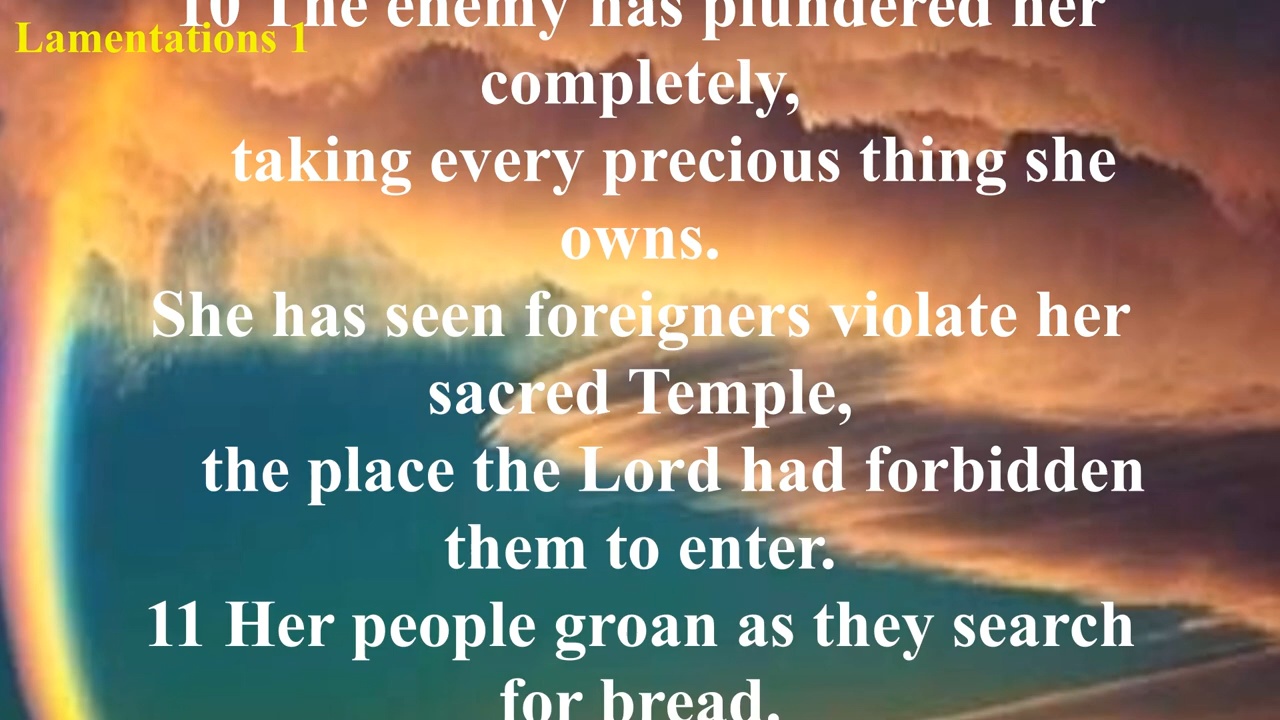 Lamentations 1
10 The enemy has plundered her
completely,
taking every precious thing she
owns.
She has seen foreigners violate her
sacred Temple,
the place the Lord had forbidden
them to enter.
11 Her people groan as they search
for bread.